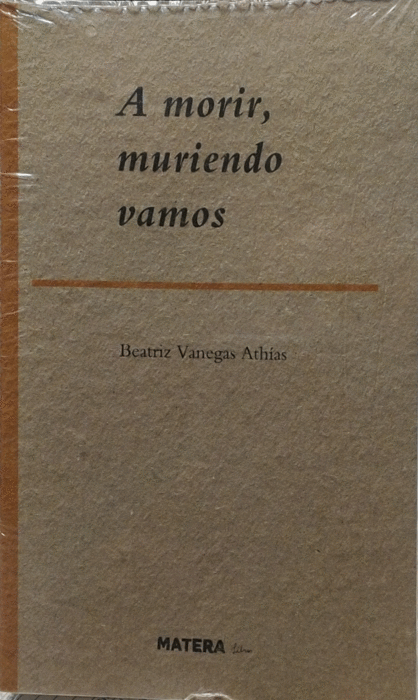 A morir,
muriendo
vamos
Beatriz Vanegas Athías
MATERA